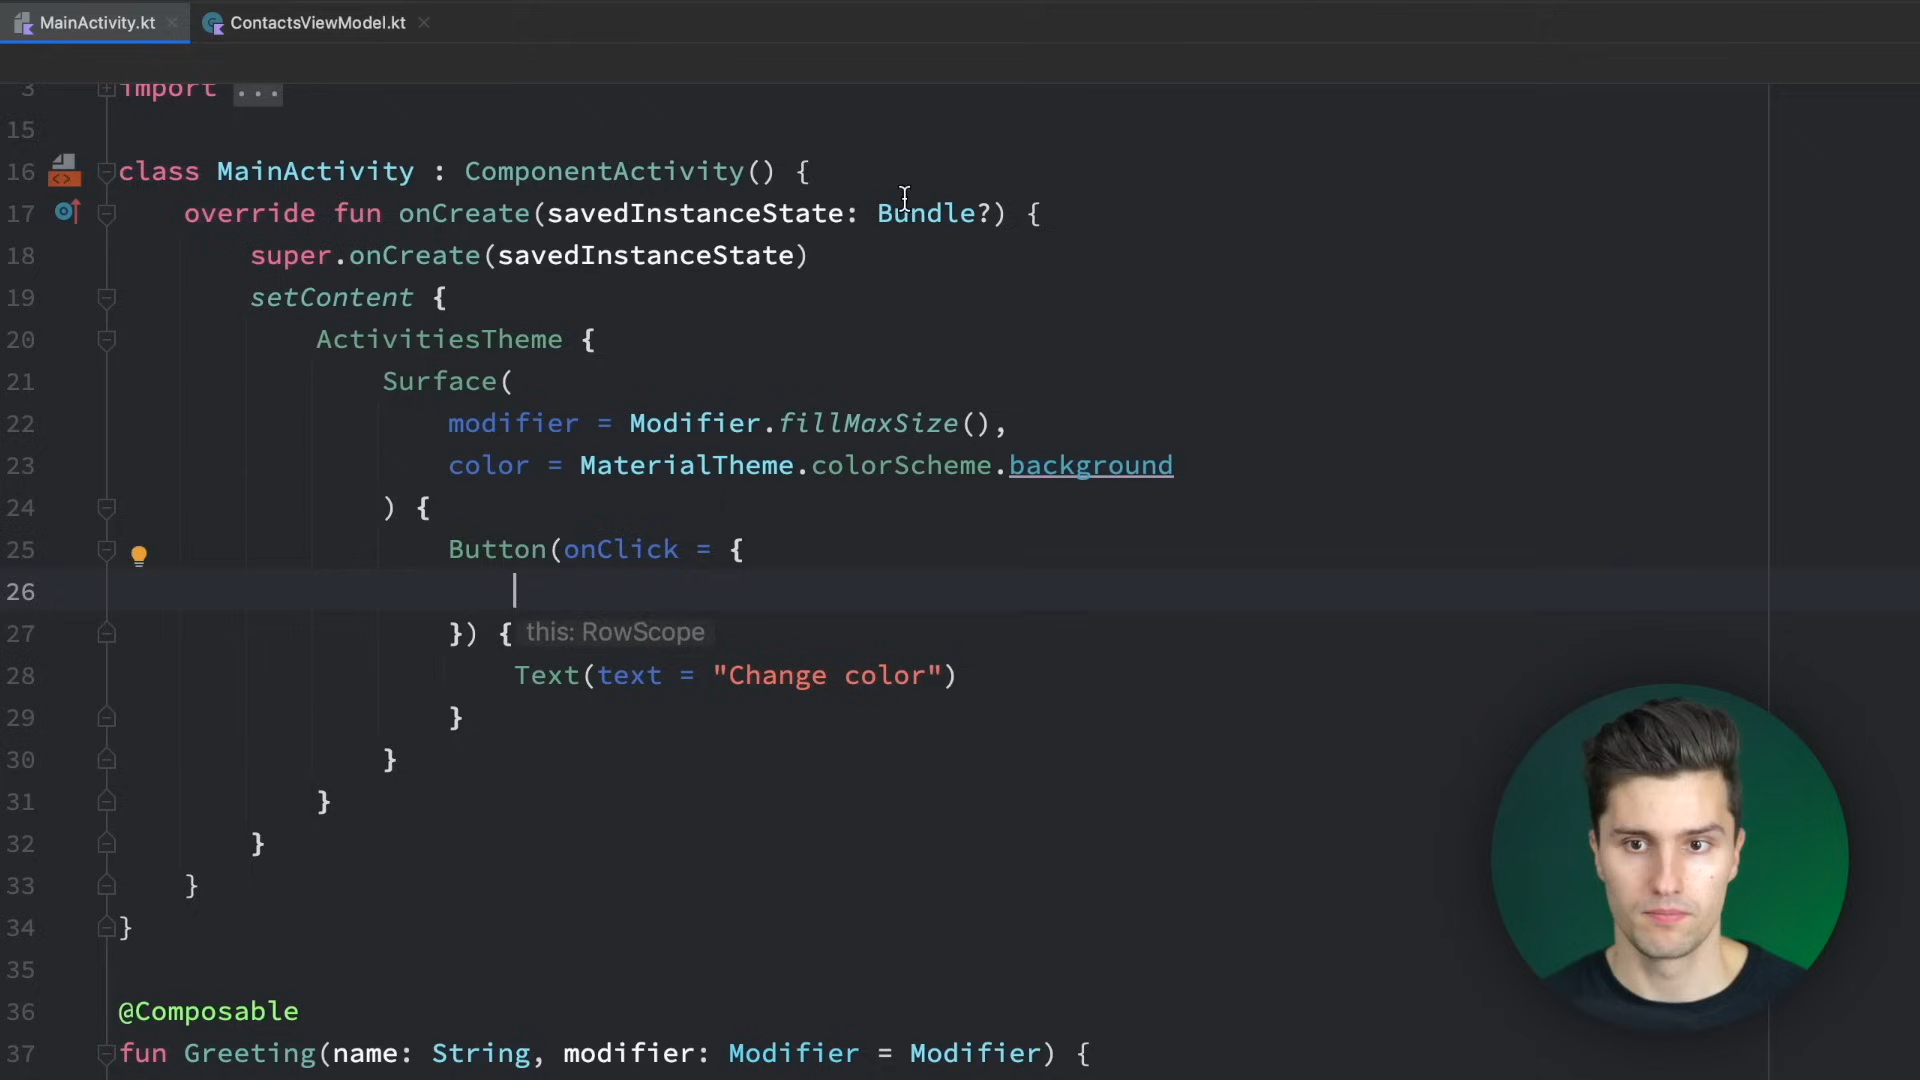 MainActivity.kt
ContactsViewModel.kt
3 import ...
15
16 class MainActivity : ComponentActivity() {
17 override fun onCreate(savedInstanceState: Bundle?) {
18 super.onCreate(savedInstanceState)
19 setContent {
20 ActivitiesTheme {
21 Surface(
22 modifier = Modifier.fillMaxSize(),
23 color = MaterialTheme.colorScheme.background
24 ) {
25 Button(onClick = {
26
27 }) { this: RowScope
28 Text(text = "Change color")
29 }
30 }
31 }
32 }
33 }
34 }
35
36 @Composable
37 fun Greeting(name: String, modifier: Modifier = Modifier) {